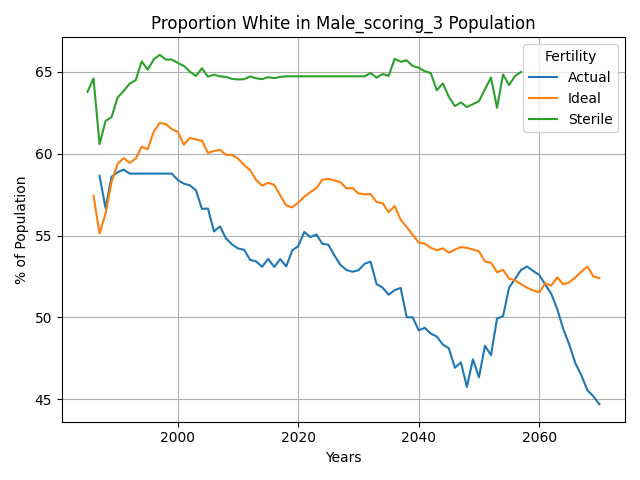 Proportion White in Male_scoring_3 Population
Fertility
Actual
Ideal
Sterile
% of Population
65
60
55
50
45
2000
2020
2040
2060
Years